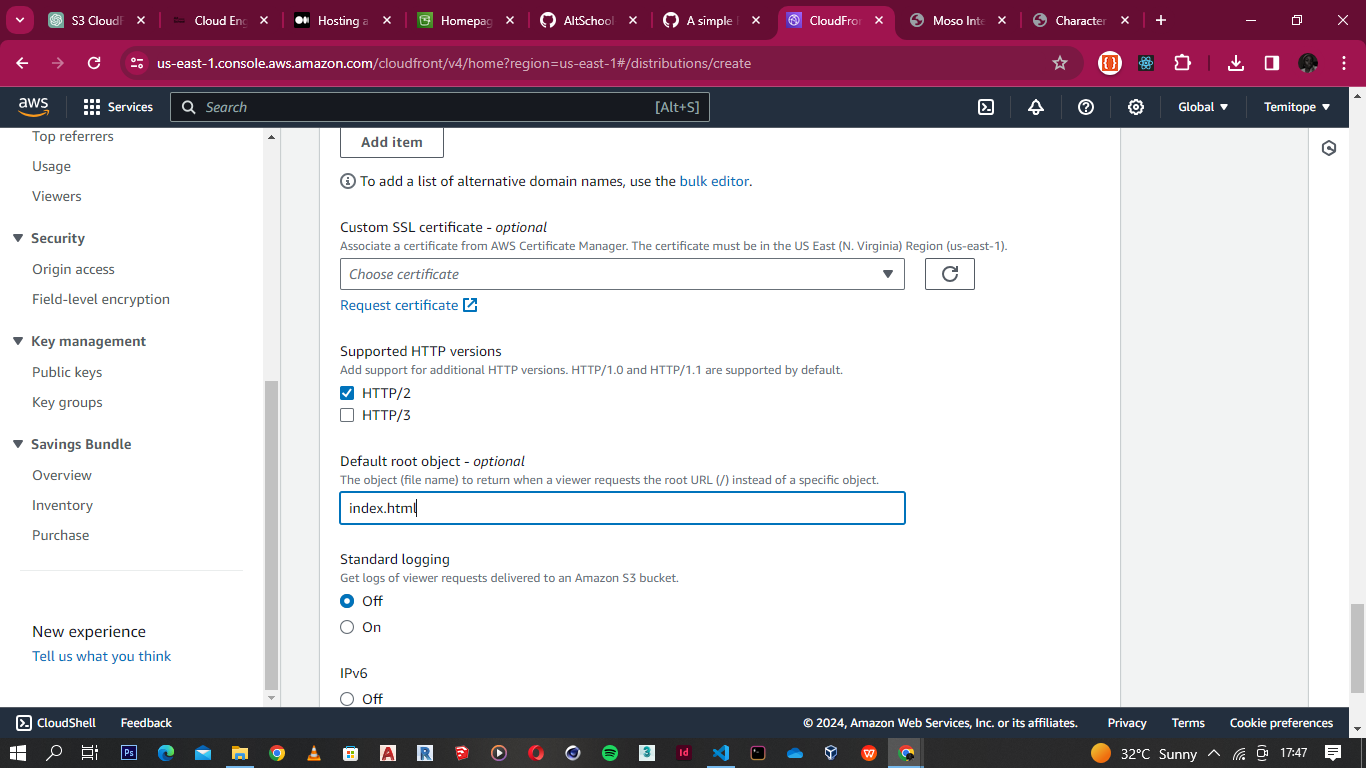 S3 CloudF
Cloud Eng
Hosting a
Homepag
AltSchool
A simple
CloudFro
Moso Inte
Character
us-east-1.console.aws.amazon.com/cloudfront/v4/home?region=us-east-1#/distributions/create
aws
Services
Search
[Alt+S]
Global
Temitope
Top referrers
Usage
Viewers
Security
Origin access
Field-level encryption
Key management
Public keys
Key groups
Savings Bundle
Overview
Inventory
Purchase
New experience
Tell us what you think
Add item
To add a list of alternative domain names, use the bulk editor.
Custom SSL certificate - optional
Associate a certificate from AWS Certificate Manager. The certificate must be in the US East (N. Virginia) Region (us-east-1).
Choose certificate
Request certificate
Supported HTTP versions
Add support for additional HTTP versions. HTTP/1.0 and HTTP/1.1 are supported by default.
HTTP/2
HTTP/3
Default root object - optional
The object (file name) to return when a viewer requests the root URL (/) instead of a specific object.
index.html
Standard logging
Get logs of viewer requests delivered to an Amazon S3 bucket.
Off
On
IPv6
Off
CloudShell
Feedback
© 2024, Amazon Web Services, Inc. or its affiliates.
Privacy
Terms
Cookie preferences
32°C Sunny
17:47